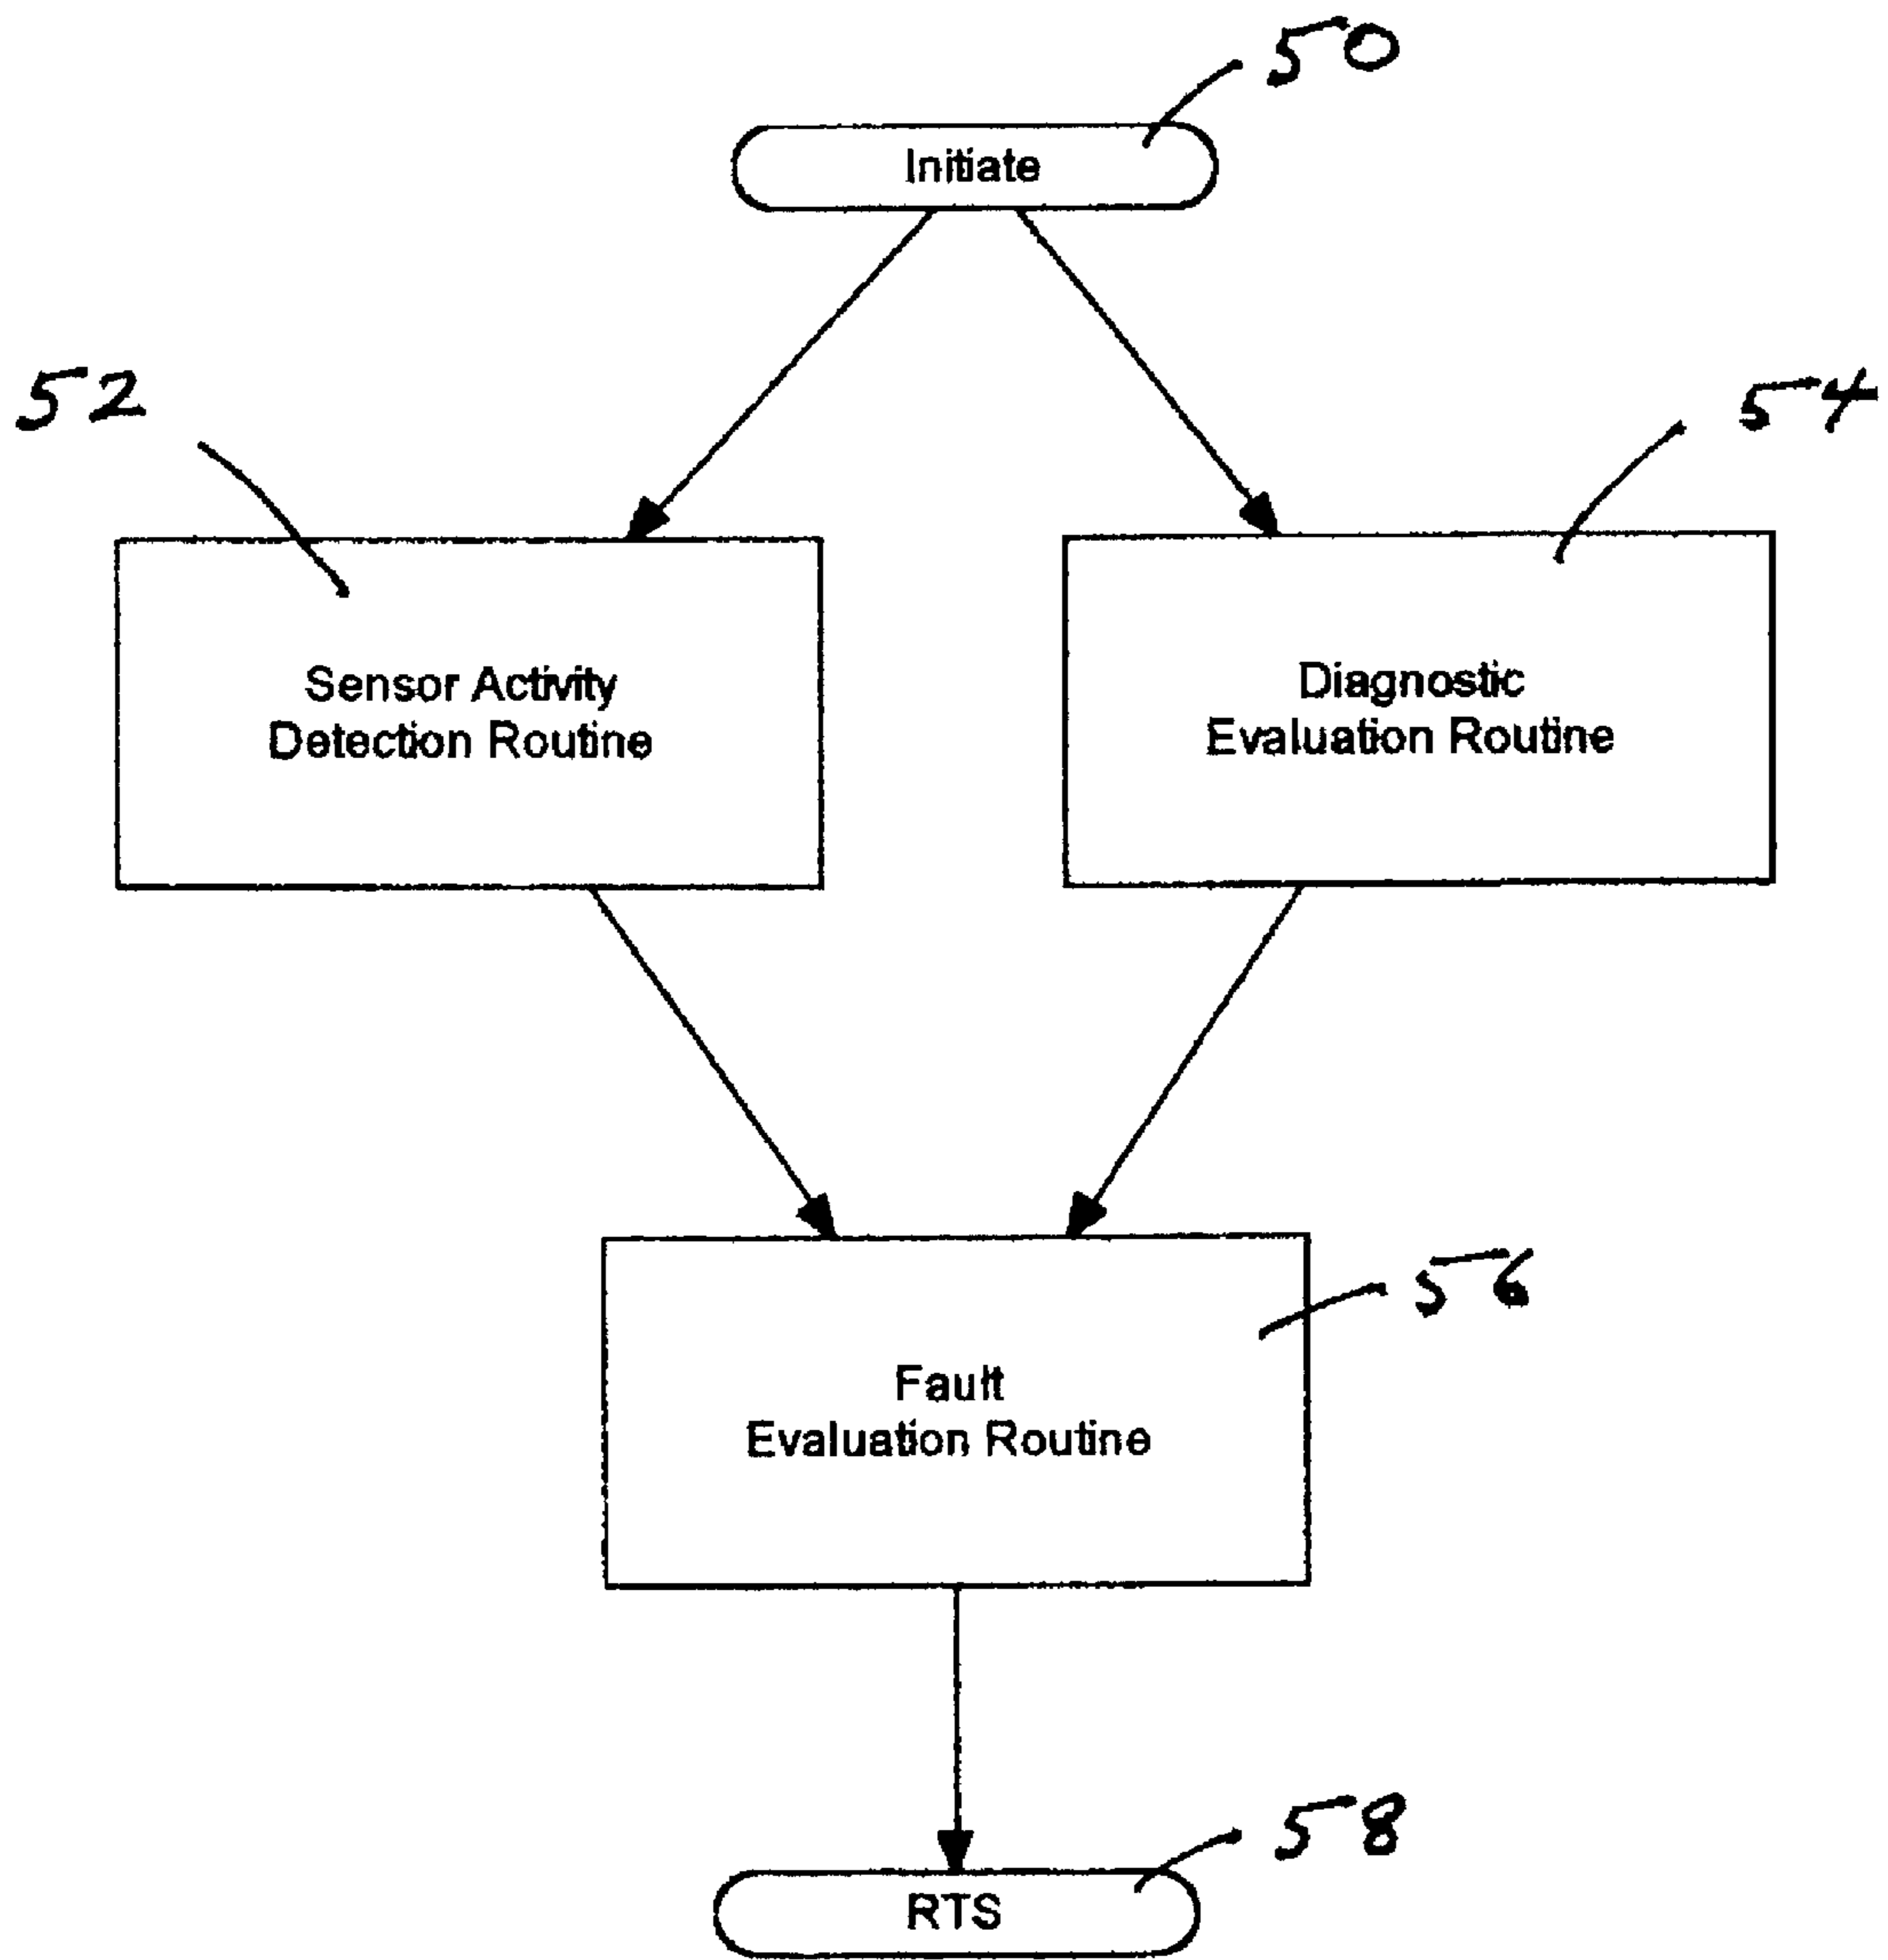 50
Initiate
52
54
Sensor Activity
Detection Routine
Diagnostic
Evaluation Routine
56
Fault
Evaluation Routine
58
RTS